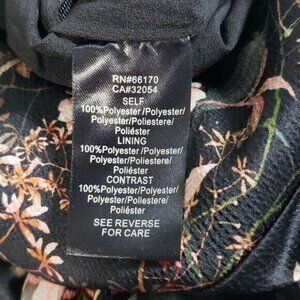 RN#66170
CA#32054
SELF
100%Polyester/Polyester/
Polyester/Poliestere/
Poliéster
LINING
100%Polyester/Polyester/
Polyester/Poliestere/
Poliéster
CONTRAST
100%Polyester/Polyester/
Polyester/Poliestere/
Poliéster
SEE REVERSE
FOR CARE